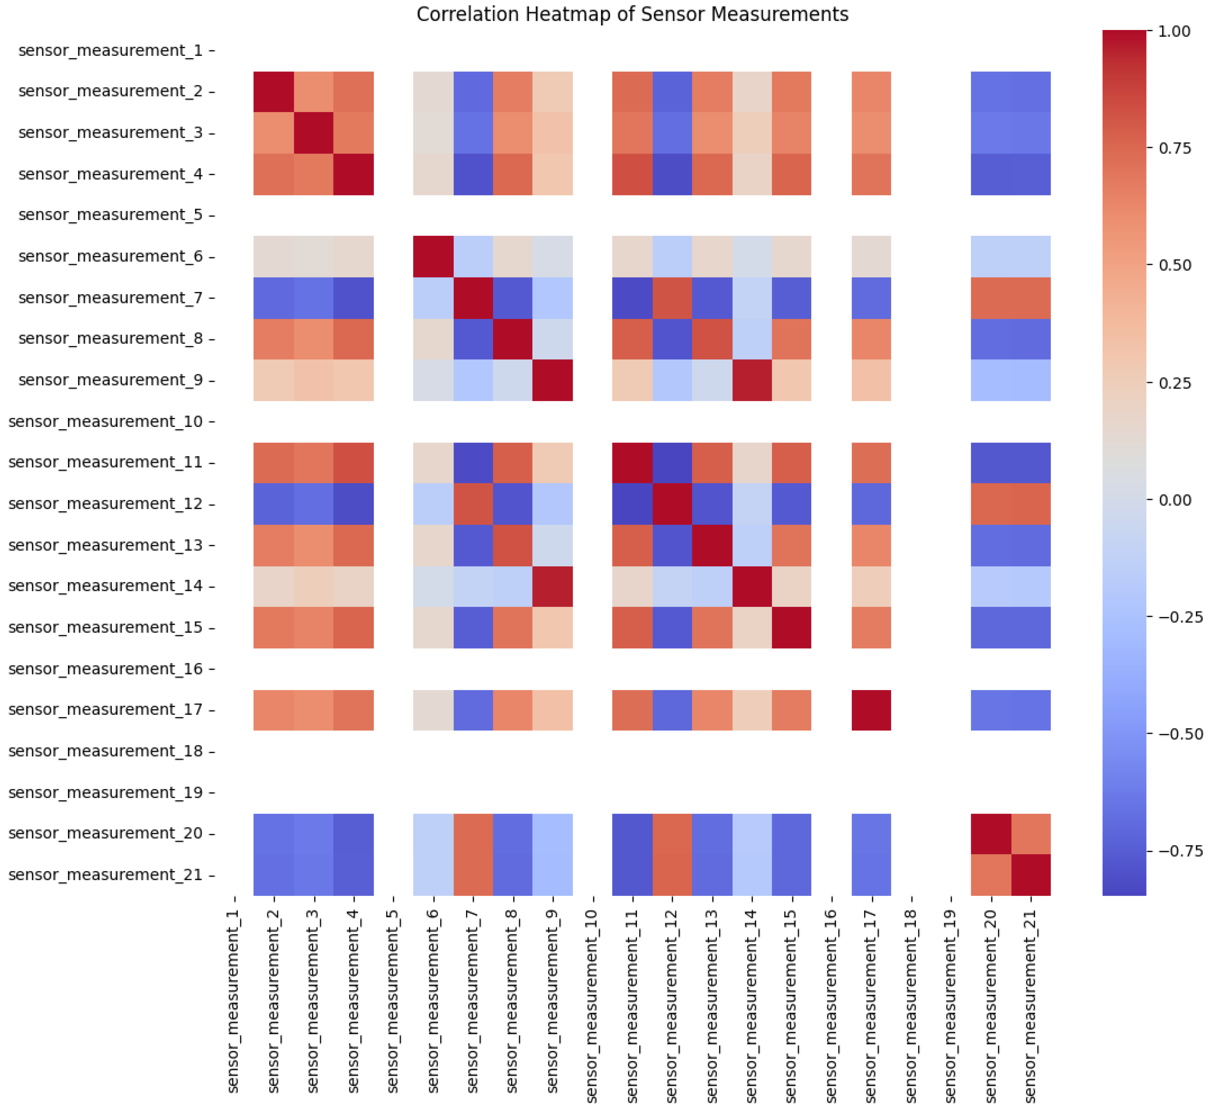 Correlation Heatmap of Sensor Measurements
sensor_measurement_1
sensor_measurement_2
sensor_measurement_3
sensor_measurement_4
sensor_measurement_5
sensor_measurement_6
sensor_measurement_7
sensor_measurement_8
sensor_measurement_9
sensor_measurement_10
sensor_measurement_11
sensor_measurement_12
sensor_measurement_13
sensor_measurement_14
sensor_measurement_15
sensor_measurement_16
sensor_measurement_17
sensor_measurement_18
sensor_measurement_19
sensor_measurement_20
sensor_measurement_21
sensor_measurement_1
sensor_measurement_2
sensor_measurement_3
sensor_measurement_4
sensor_measurement_5
sensor_measurement_6
sensor_measurement_7
sensor_measurement_8
sensor_measurement_9
sensor_measurement_10
sensor_measurement_11
sensor_measurement_12
sensor_measurement_13
sensor_measurement_14
sensor_measurement_15
sensor_measurement_16
sensor_measurement_17
sensor_measurement_18
sensor_measurement_19
sensor_measurement_20
sensor_measurement_21
1.00
0.75
0.50
0.25
0.00
−0.25
−0.50
−0.75